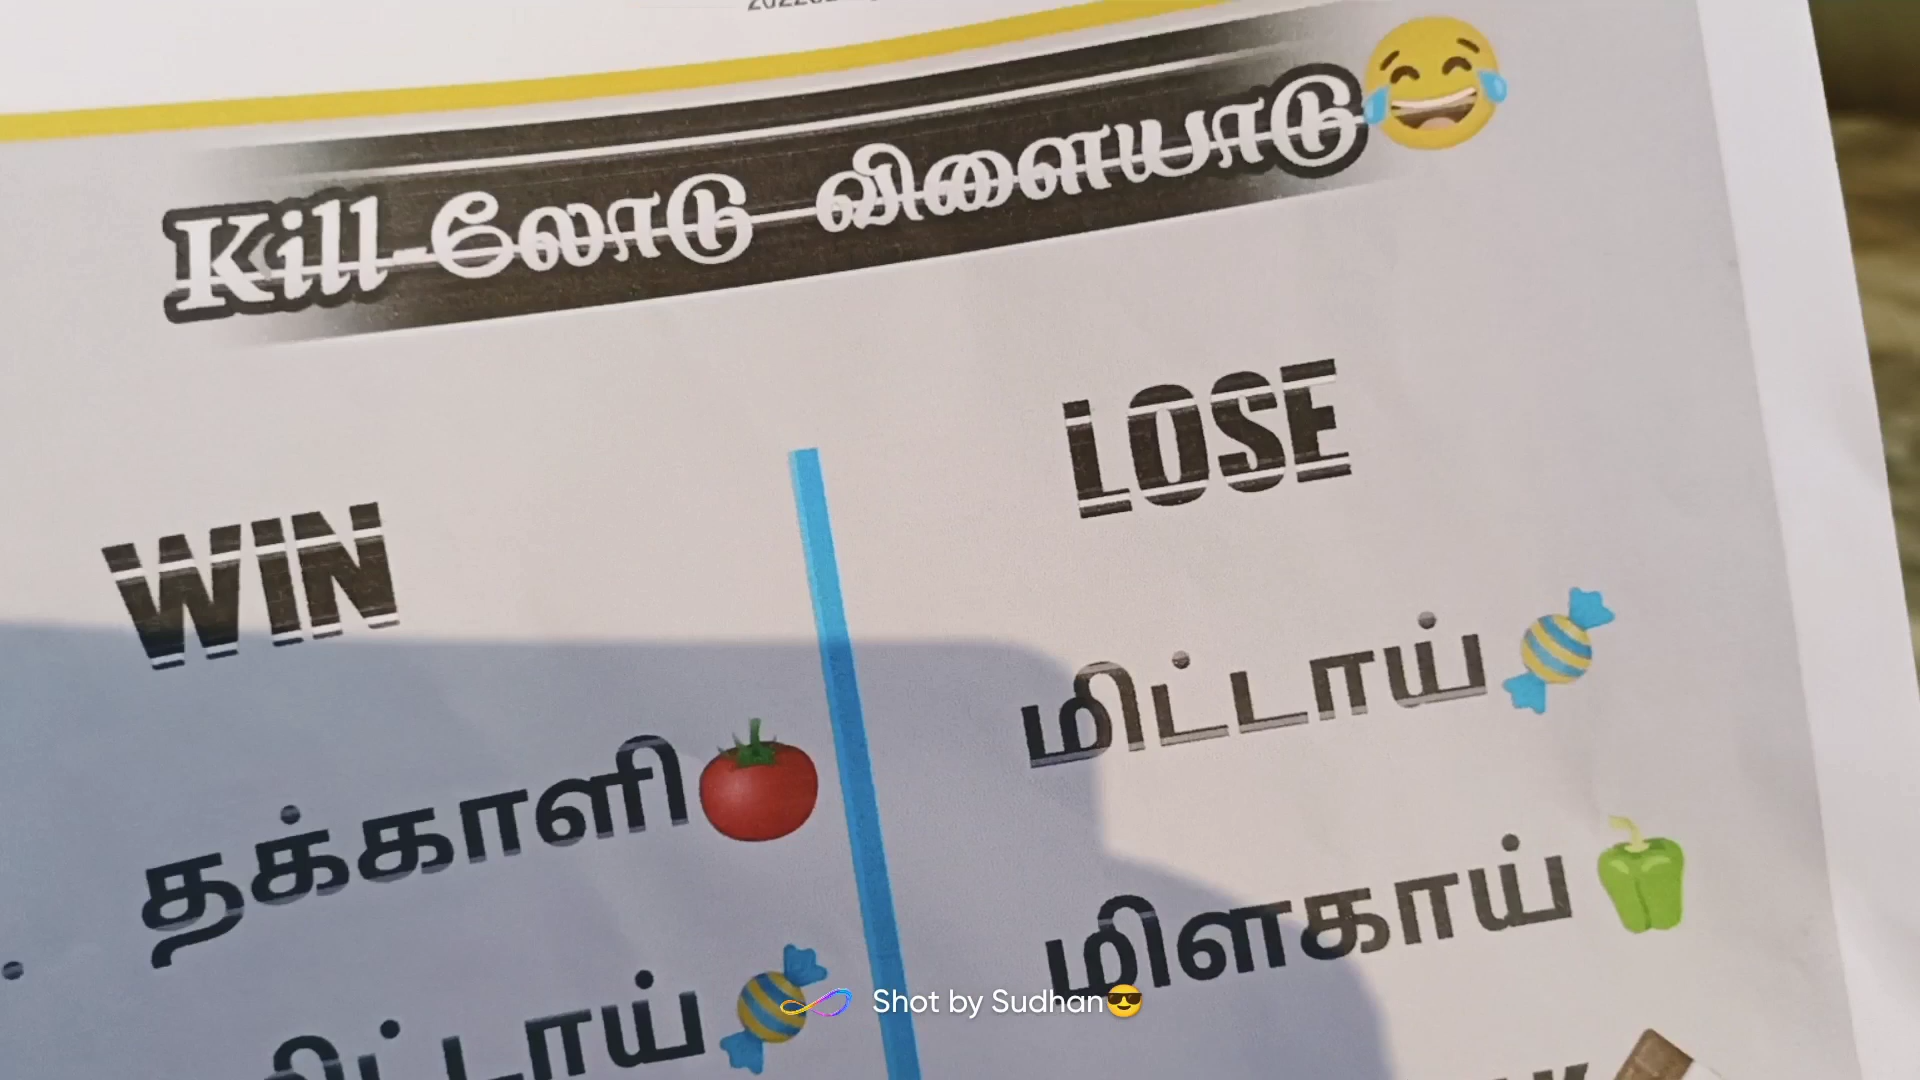 Kill-லோடு விளையாடு😂
LOSE
WIN
மிட்டாய்🍬
தக்காளி🍅
மிளகாய்🫑
Shot by Sudhan😎